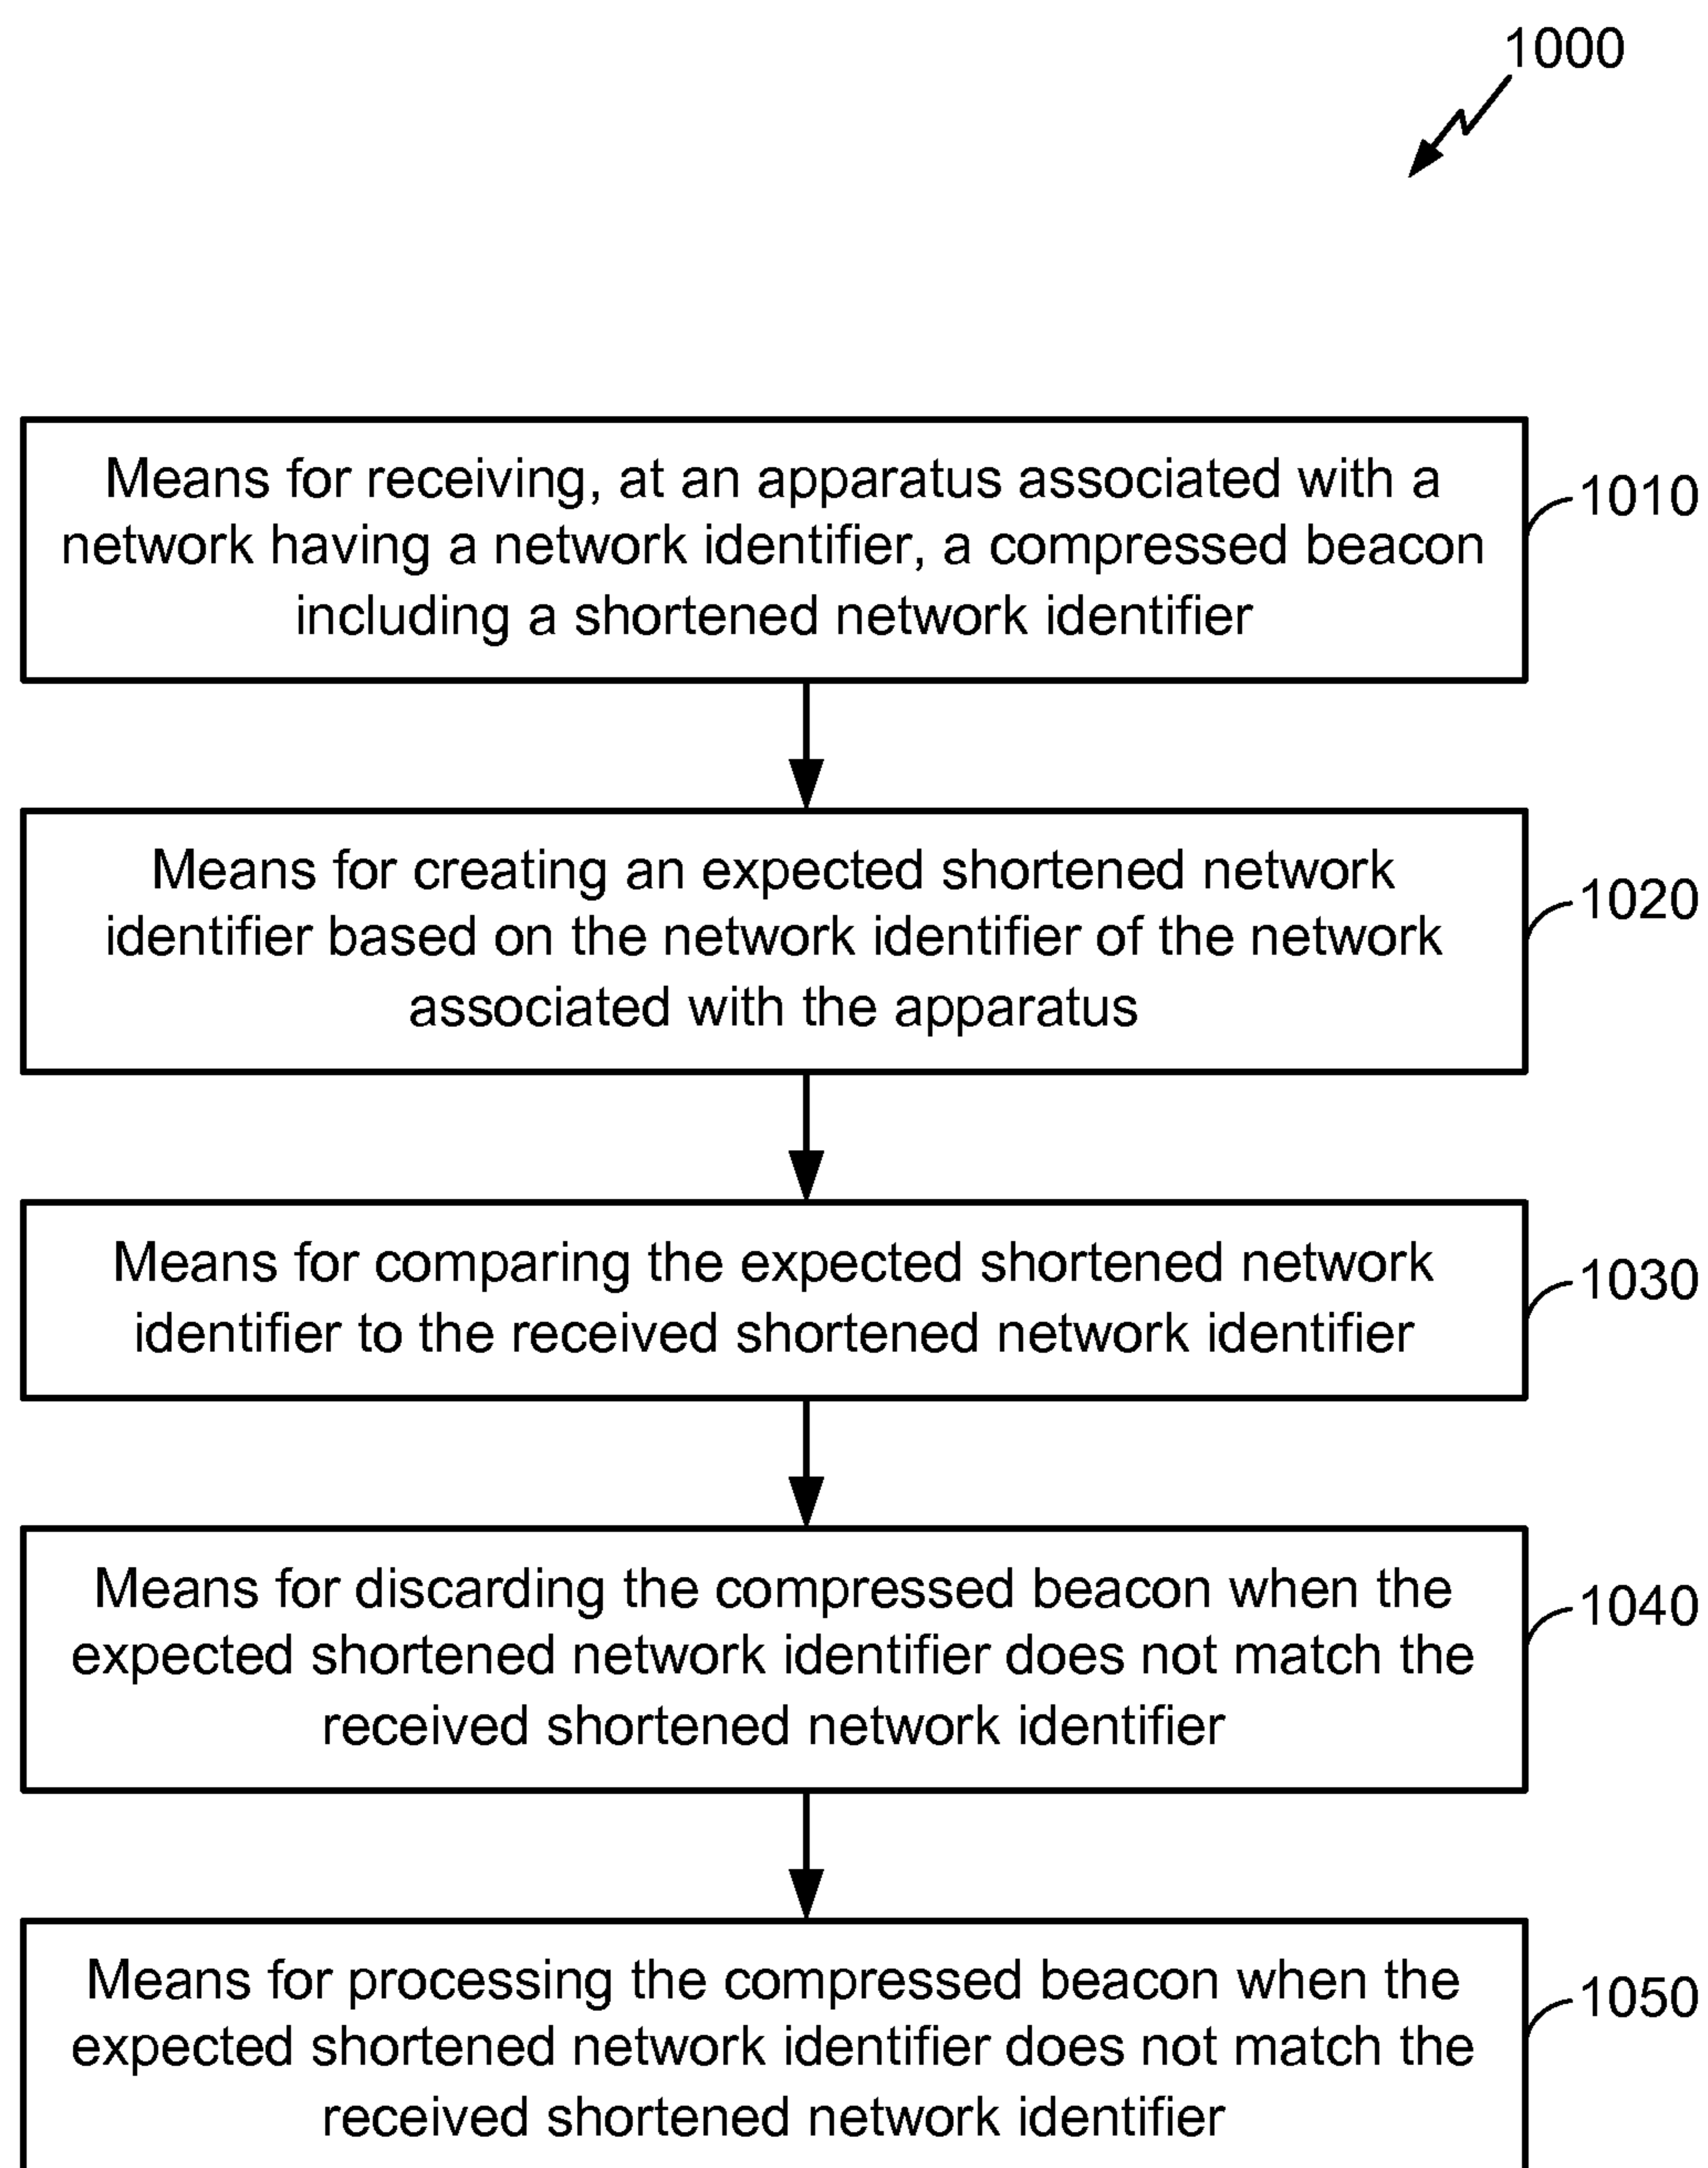 1000
Means for receiving, at an apparatus associated with a
network having a network identifier, a compressed beacon
including a shortened network identifier
1010
Means for creating an expected shortened network
identifier based on the network identifier of the network
associated with the apparatus
1020
Means for comparing the expected shortened network
identifier to the received shortened network identifier
1030
Means for discarding the compressed beacon when the
expected shortened network identifier does not match the
received shortened network identifier
1040
Means for processing the compressed beacon when the
expected shortened network identifier does not match the
received shortened network identifier
1050